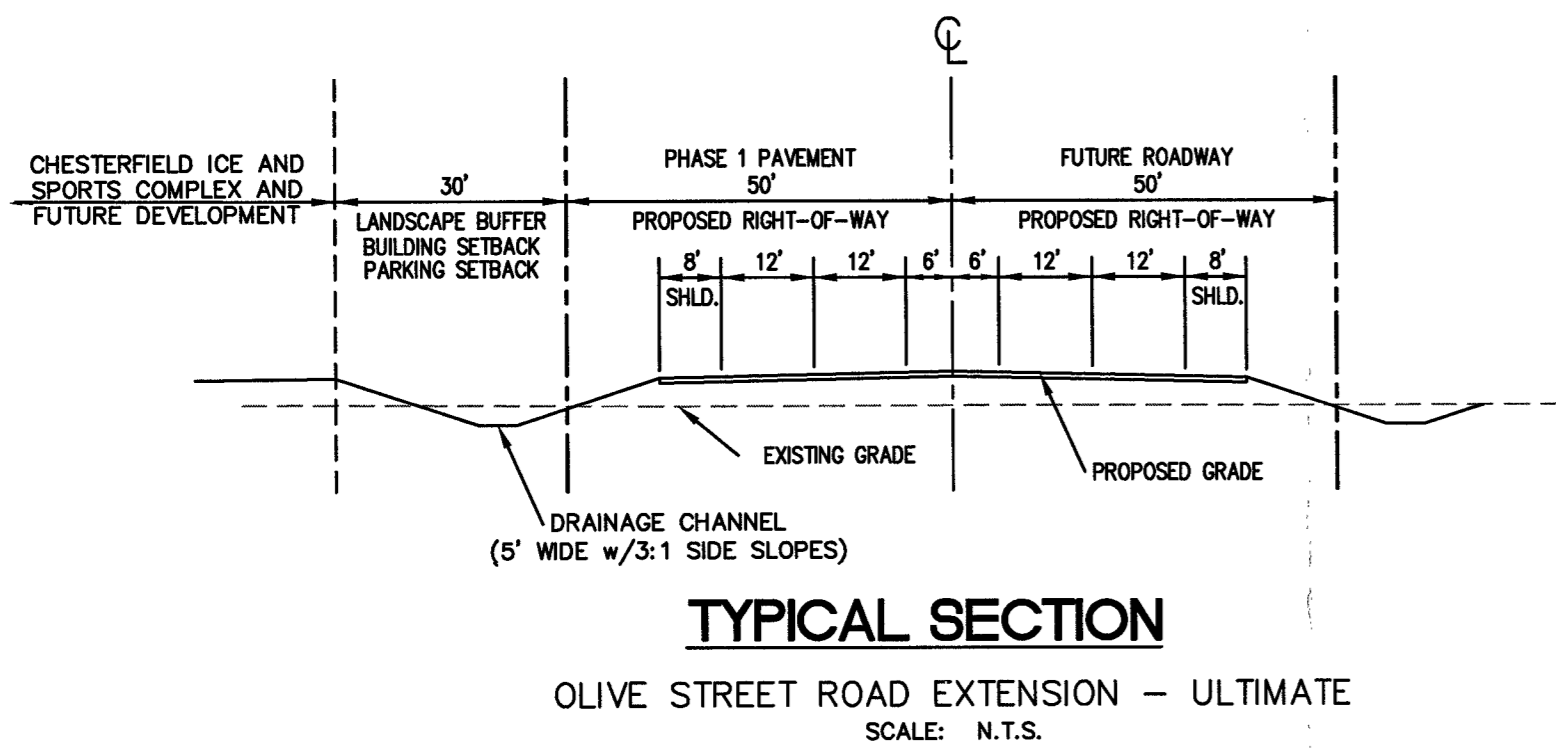 ℄
CHESTERFIELD ICE AND
SPORTS COMPLEX AND
FUTURE DEVELOPMENT
30'
LANDSCAPE BUFFER
BUILDING SETBACK
PARKING SETBACK
PHASE 1 PAVEMENT
50'
PROPOSED RIGHT-OF-WAY
FUTURE ROADWAY
50'
PROPOSED RIGHT-OF-WAY
8' 12' 12' 6' 6' 12' 12' 8'
SHLD. SHLD.
EXISTING GRADE
PROPOSED GRADE
DRAINAGE CHANNEL
(5' WIDE w/3:1 SIDE SLOPES)
TYPICAL SECTION
OLIVE STREET ROAD EXTENSION – ULTIMATE
SCALE: N.T.S.